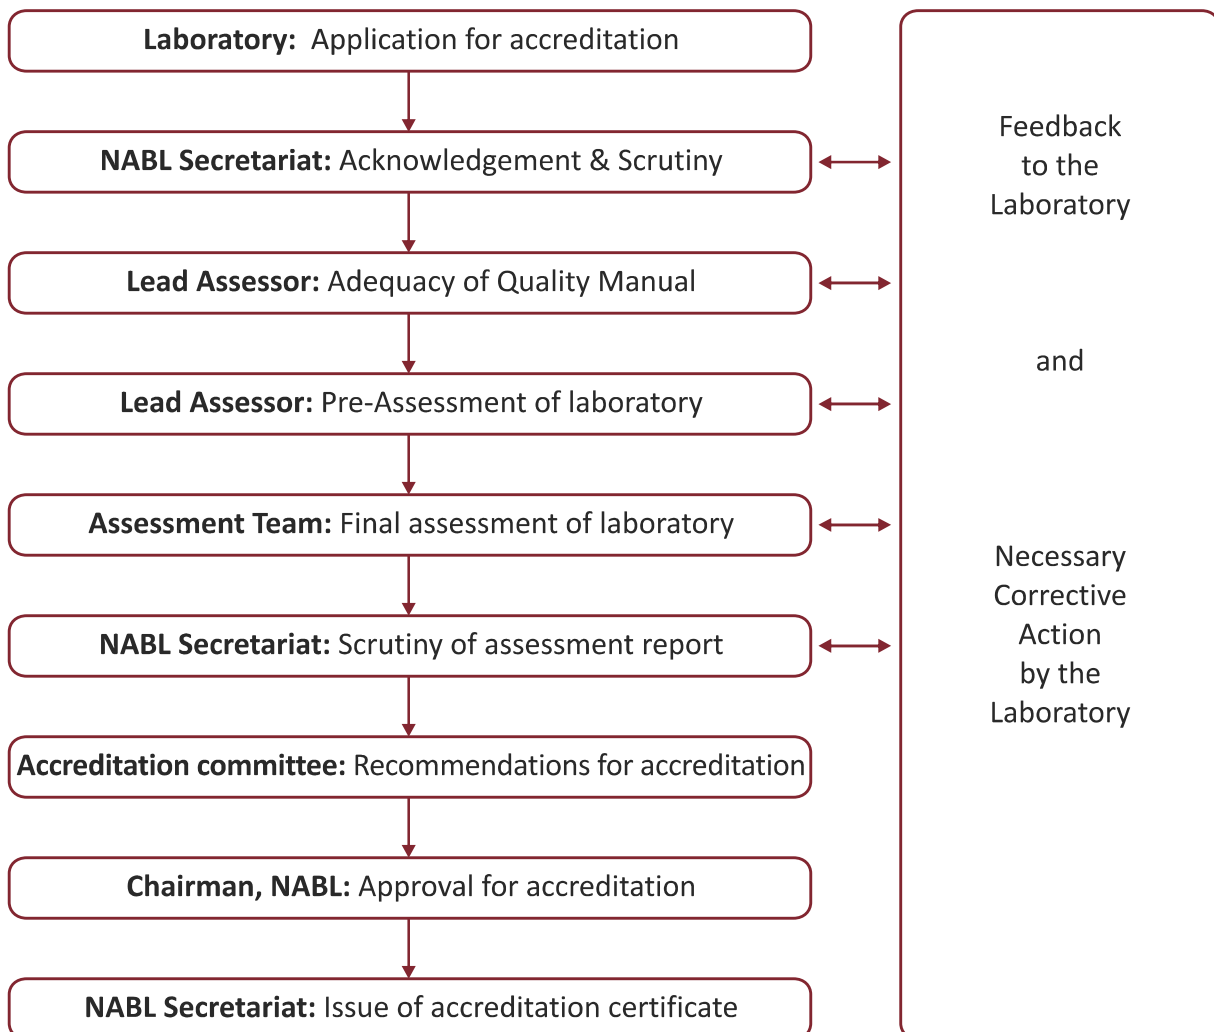 Laboratory: Application for accreditation
NABL Secretariat: Acknowledgement & Scrutiny
Lead Assessor: Adequacy of Quality Manual
Lead Assessor: Pre-Assessment of laboratory
Assessment Team: Final assessment of laboratory
NABL Secretariat: Scrutiny of assessment report
Accreditation committee: Recommendations for accreditation
Chairman, NABL: Approval for accreditation
NABL Secretariat: Issue of accreditation certificate
Feedback
to the
Laboratory
and
Necessary
Corrective
Action
by the
Laboratory